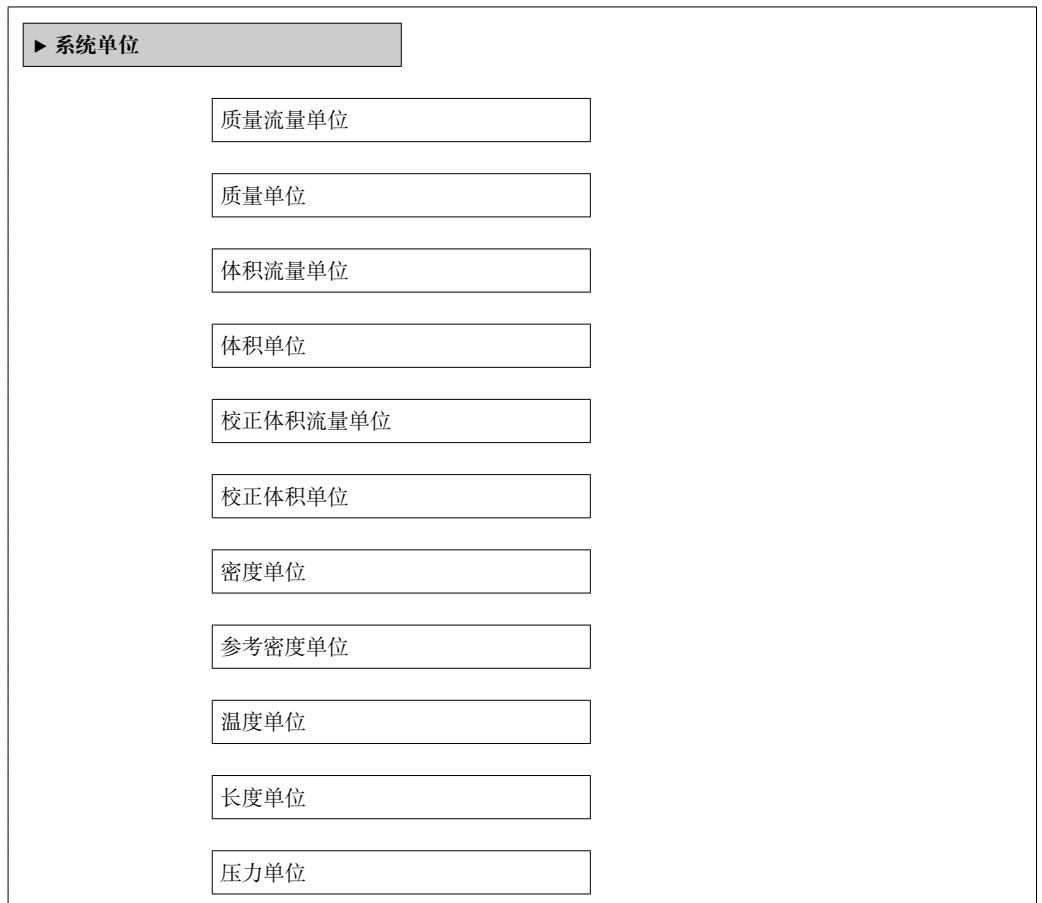 ▶ 系统单位
质量流量单位
质量单位
体积流量单位
体积单位
校正体积流量单位
校正体积单位
密度单位
参考密度单位
温度单位
长度单位
压力单位